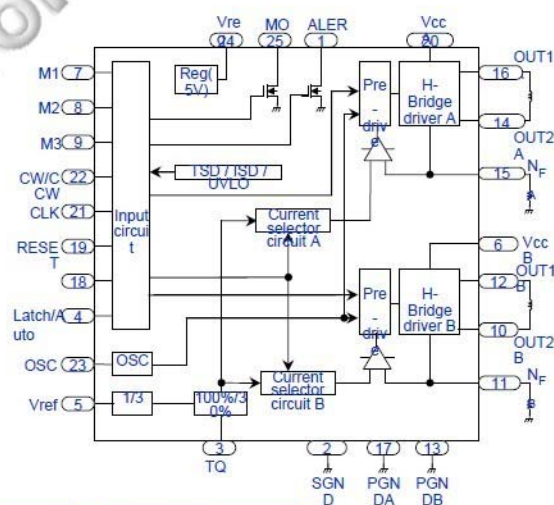 Vre
g
24
MO
25
ALER
1
Vcc
A
20
M1 7
M2 8
M3 9
CW/C
CW
22
CLK 21
RESE
T
19
18
Latch/A
uto
4
OSC 23
Vref 5
Reg(
5V)
TSD / ISD /
UVLO
Input
circui
t
OSC
1/3
100%/3
0%
Current
selector
circuit A
Current
selector
circuit B
Pre
-
drive
H-
Bridge
driver A
Pre
-
drive
H-
Bridge
driver B
OUT1
A
16
14
OUT2
A
15
NF
A
6
Vcc
B
OUT1
B
12
10
OUT2
B
11
NF
B
3
TQ
2
SGN
D
17
PGN
DA
13
PGN
DB